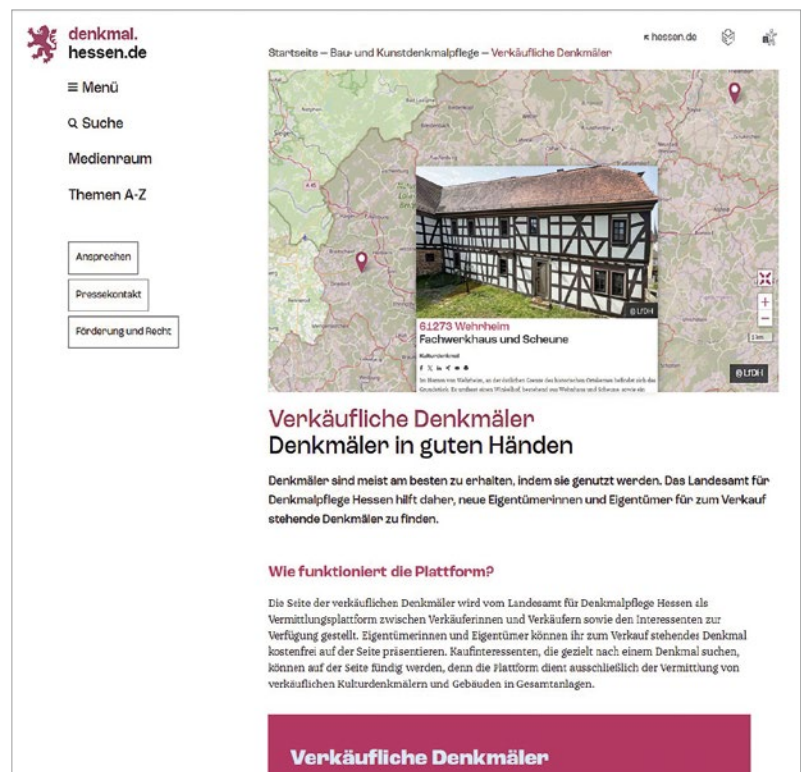 denkmal.
hessen.de
hessen.de
Startseite – Bau- und Kunstdenkmalpflege – Verkäufliche Denkmäler
≡ Menü
Suche
Medienraum
Themen A-Z
Ansprechen
Pressekontakt
Förderung und Recht
© LfDH
61273 Wehrheim
Fachwerkhaus und Scheune
Kulturdenkmal
+
−
1 km
© LfDH
Verkäufliche Denkmäler
Denkmäler in guten Händen
Denkmäler sind meist am besten zu erhalten, indem sie genutzt werden. Das Landesamt für
Denkmalpflege Hessen hilft daher, neue Eigentümerinnen und Eigentümer für zum Verkauf
stehende Denkmäler zu finden.
Wie funktioniert die Plattform?
Die Seite der verkäuflichen Denkmäler wird vom Landesamt für Denkmalpflege Hessen als
Vermittlungsplattform zwischen Verkäuferinnen und Verkäufern sowie den Interessenten zur
Verfügung gestellt. Eigentümerinnen und Eigentümer können ihr zum Verkauf stehendes Denkmal
kostenfrei auf der Seite präsentieren. Kaufinteressenten, die gezielt nach einem Denkmal suchen,
können auf der Seite fündig werden, denn die Plattform dient ausschließlich der Vermittlung von
verkäuflichen Kulturdenkmälern und Gebäuden in Gesamtanlagen.
Verkäufliche Denkmäler